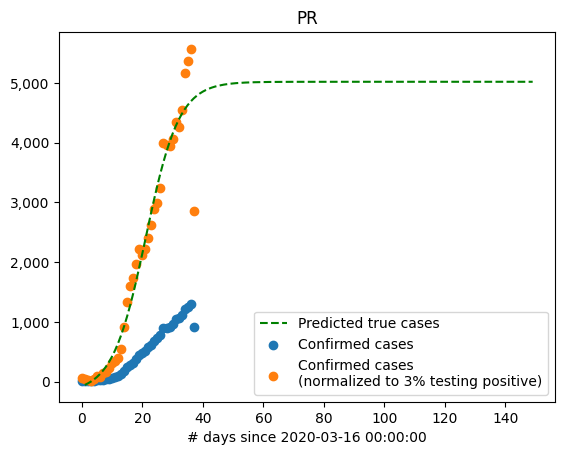 PR
5,000
4,000
3,000
2,000
1,000
0
Predicted true cases
Confirmed cases
Confirmed cases
(normalized to 3% testing positive)
0 20 40 60 80 100 120 140
# days since 2020-03-16 00:00:00